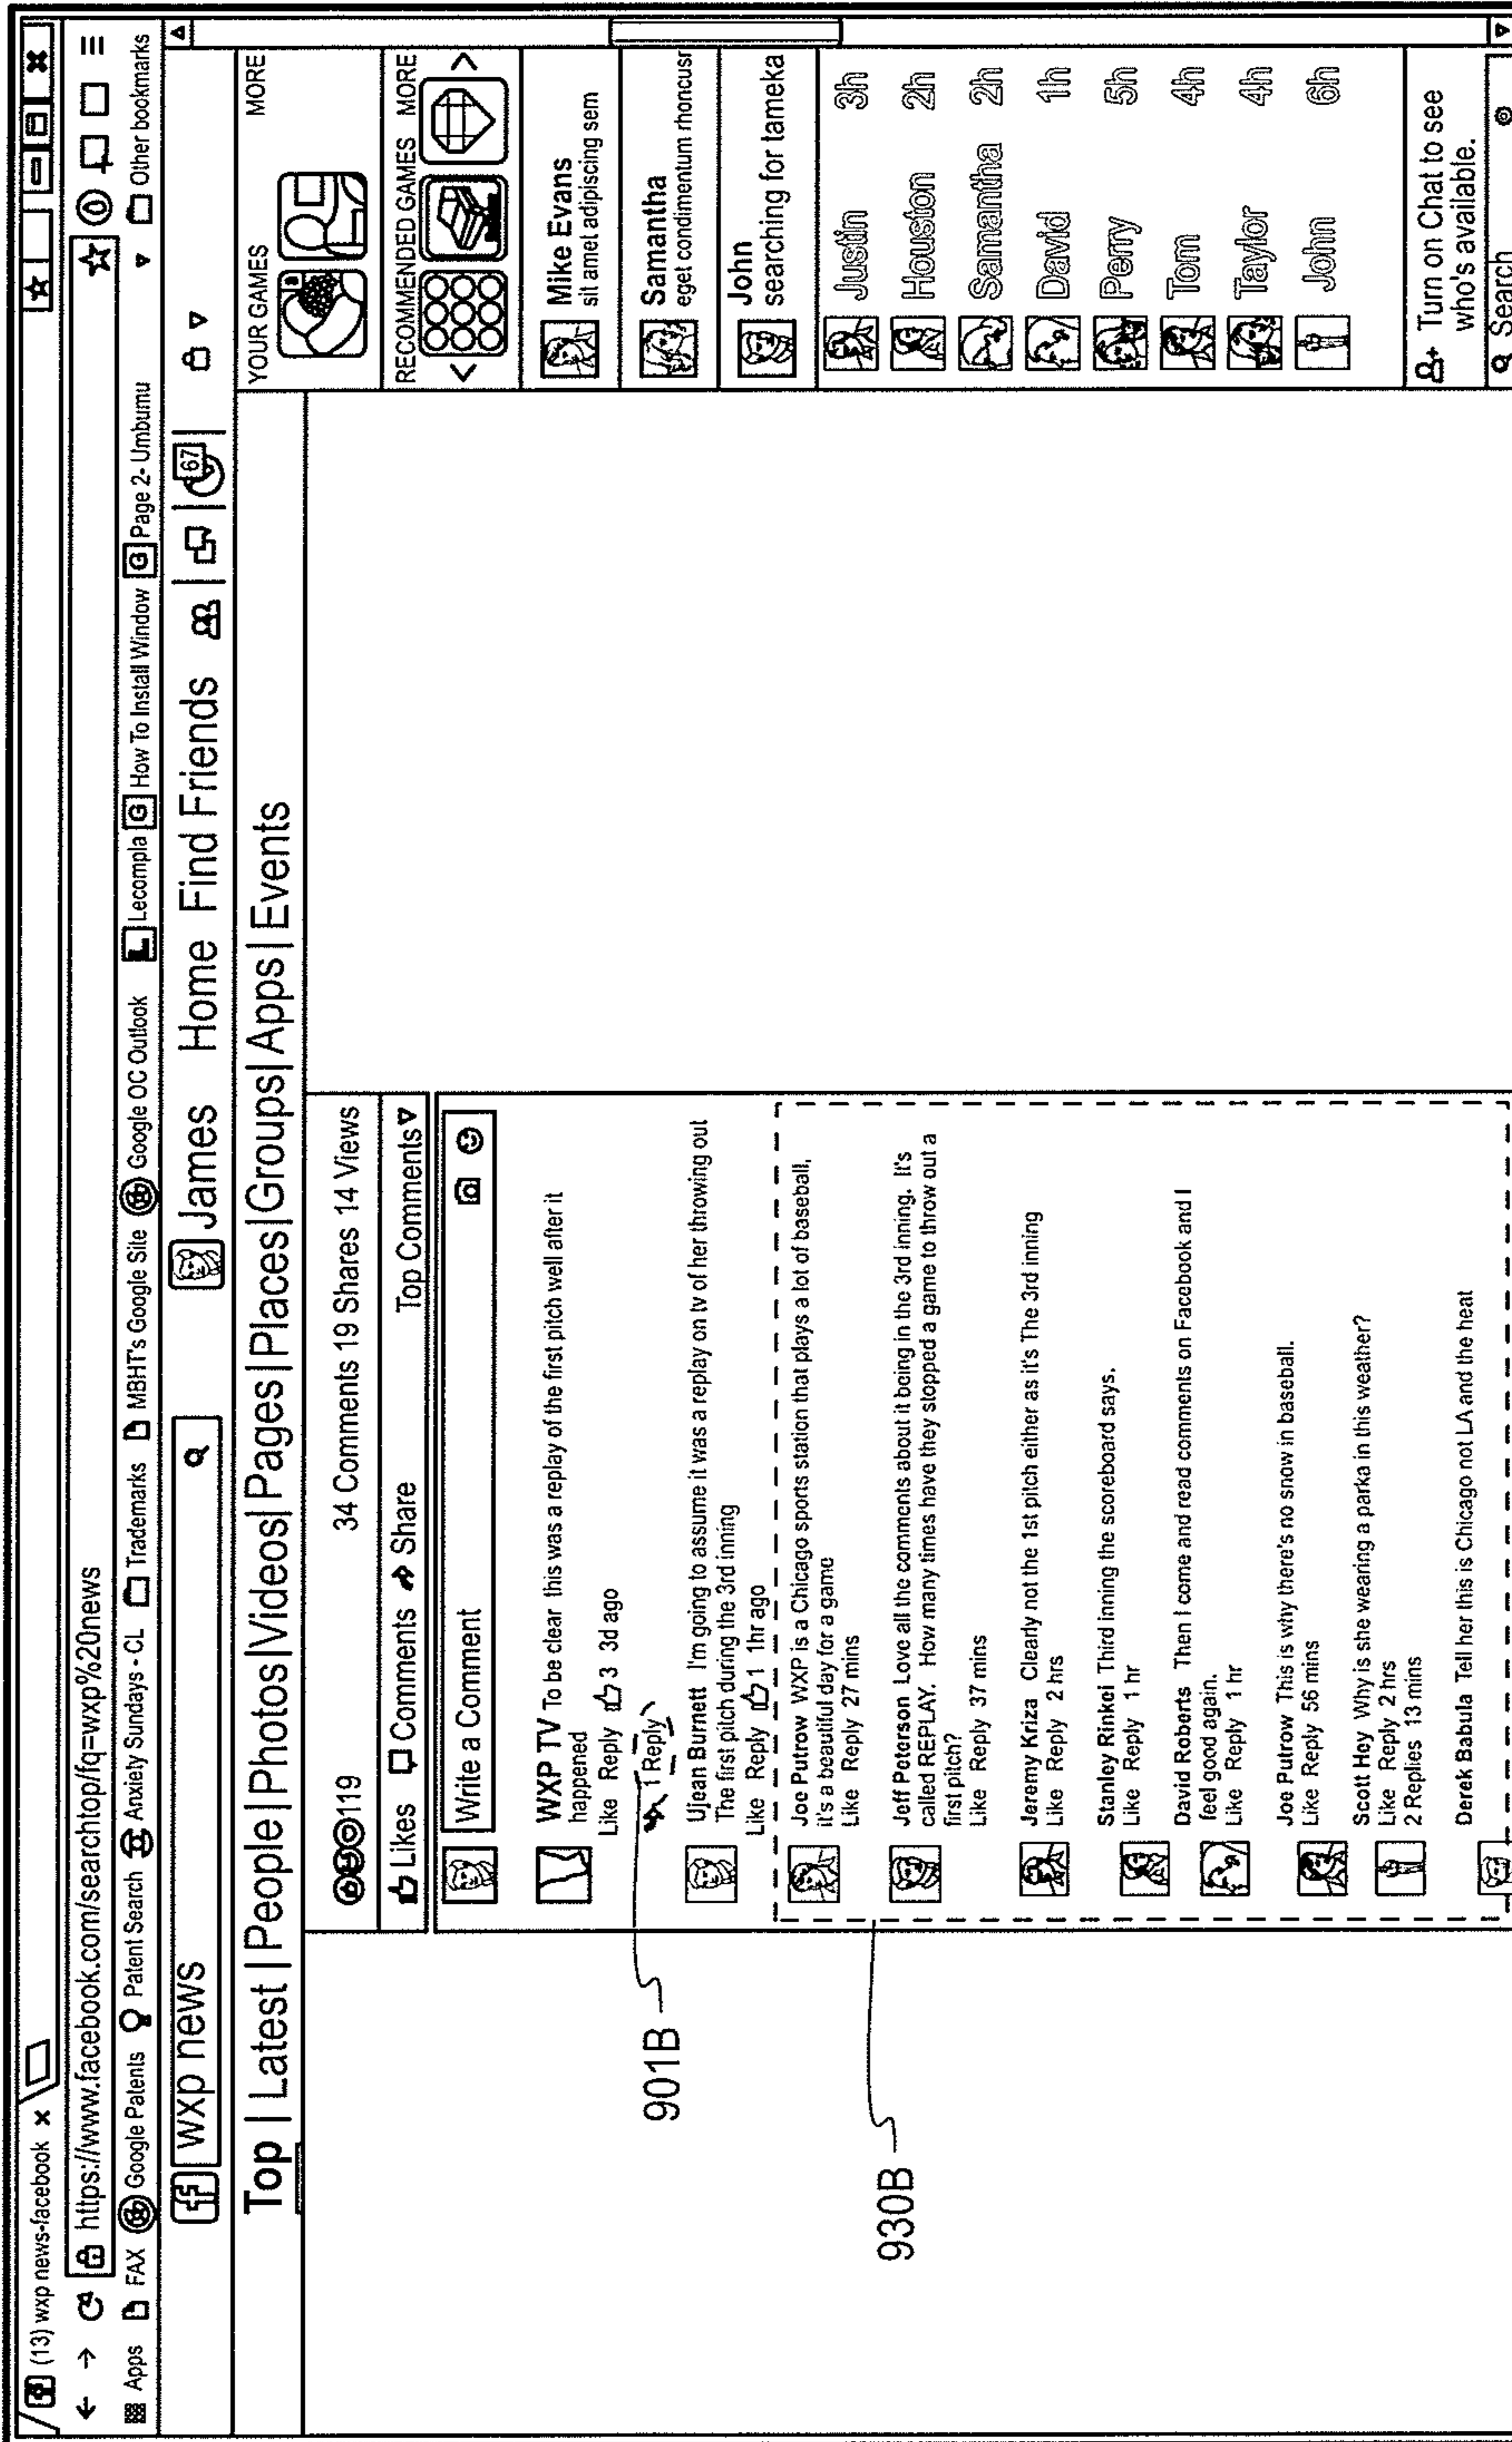 (13) wxp news-facebook
https://www.facebook.com/searchtop/fq=wxp%20news
Apps FAX Google Patents Patent Search Anxiety Sundays - CL Trademarks MBHT's Google Site Google OC Outlook Lecompla How To Install Window Page 2- Umbumu Other bookmarks
wxp news James Home Find Friends 67
Top | Latest | People | Photos | Videos | Pages | Places | Groups | Apps | Events
119 34 Comments 19 Shares 14 Views
Likes Comments Share Top Comments
Write a Comment
WXP TV To be clear this was a replay of the first pitch well after it
happened
Like Reply 3 3d ago
1 Reply
901B
Ujean Burnett I'm going to assume it was a replay on tv of her throwing out
The first pitch during the 3rd inning
Like Reply 1 1hr ago
930B
Joe Putrow WXP is a Chicago sports station that plays a lot of baseball,
it's a beautiful day for a game
Like Reply 27 mins
Jeff Peterson Love all the comments about it being in the 3rd inning. It's
called REPLAY. How many times have they stopped a game to throw out a
first pitch?
Like Reply 37 mins
Jeremy Kriza Clearly not the 1st pitch either as it's The 3rd inning
Like Reply 2 hrs
Stanley Rinkei Third inning the scoreboard says.
Like Reply 1 hr
David Roberts Then I come and read comments on Facebook and I
feel good again.
Like Reply 1 hr
Joe Putrow This is why there's no snow in baseball.
Like Reply 56 mins
Scott Hey Why is she wearing a parka in this weather?
Like Reply 2 hrs
2 Replies 13 mins
Derek Babula Tell her this is Chicago not LA and the heat
YOUR GAMES MORE
8
RECOMMENDED GAMES MORE
Mike Evans
sit amet adipiscing sem
Samantha
eget condimentum rhoncusr
John
searching for tameka
Justin 3h
Houston 2h
Samantha 2h
David 1h
Perry 5h
Tom 4h
Taylor 4h
John 6h
Turn on Chat to see
who's available.
Search